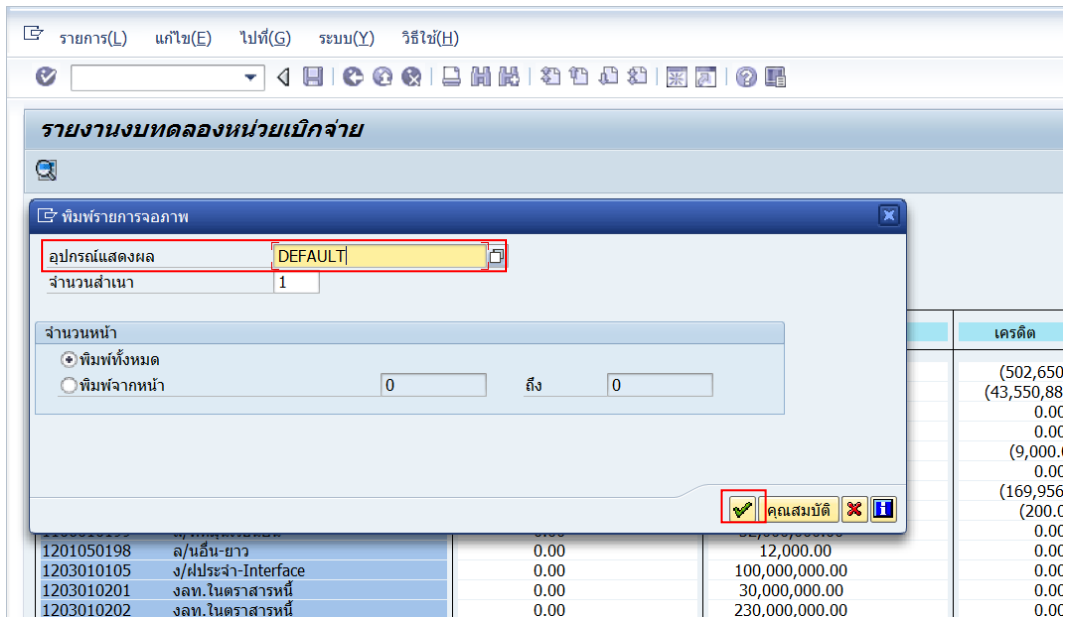 รายการ(L) แก้ไข(E) ไปที่(G) ระบบ(Y) วิธีใช้(H)
รายงานงบทดลองหน่วยเบิกจ่าย
พิมพ์รายการจอภาพ
อุปกรณ์แสดงผล DEFAULT
จำนวนสำเนา 1
จำนวนหน้า
พิมพ์ทั้งหมด
พิมพ์จากหน้า 0 ถึง 0
คุณสมบัติ
เครดิต
(502,650
(43,550,88
0.00
0.00
(9,000.
0.00
(169,956
(200.0
0.00
1201050198 ล/นอื่น-ยาว 0.00 12,000.00 0.00
1203010105 ง/ฝประจำ-Interface 0.00 100,000,000.00 0.00
1203010201 งลท.ในตราสารหนี้ 0.00 30,000,000.00 0.00
1203010202 งลท.ในตราสารหนี้ 0.00 230,000,000.00 0.00